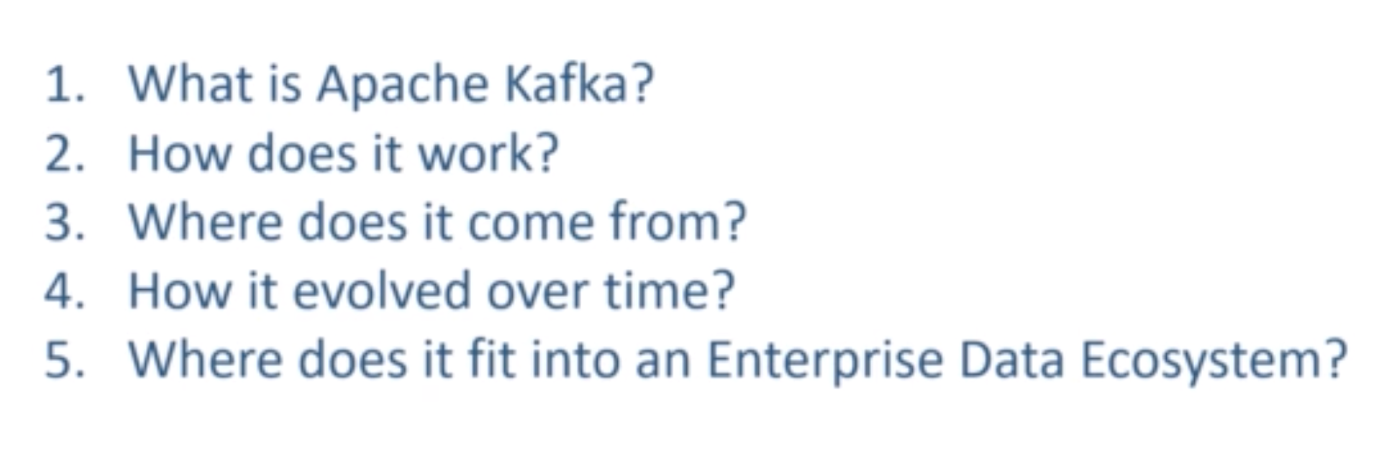 1. What is Apache Kafka?
2. How does it work?
3. Where does it come from?
4. How it evolved over time?
5. Where does it fit into an Enterprise Data Ecosystem?